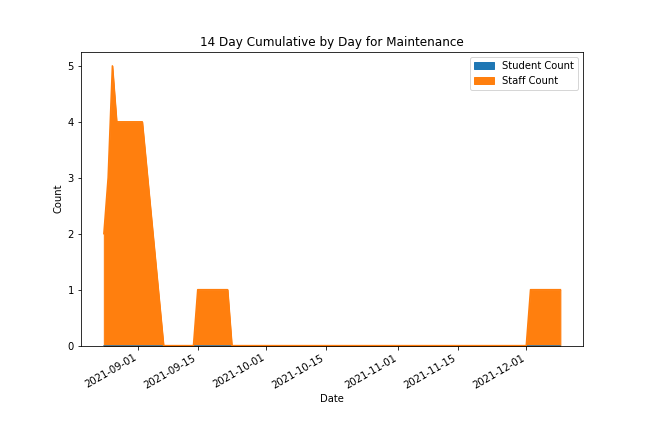 14 Day Cumulative by Day for Maintenance
Student Count
Staff Count
5
4
3
2
1
0
Count
2021-09-01
2021-09-15
2021-10-01
2021-10-15
2021-11-01
2021-11-15
2021-12-01
Date